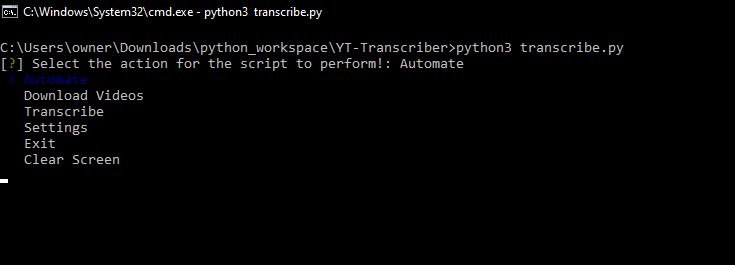 C:\Windows\System32\cmd.exe - python3 transcribe.py
C:\Users\owner\Downloads\python_workspace\YT-Transcriber>python3 transcribe.py
[?] Select the action for the script to perform!: Automate
> Automate
Download Videos
Transcribe
Settings
Exit
Clear Screen